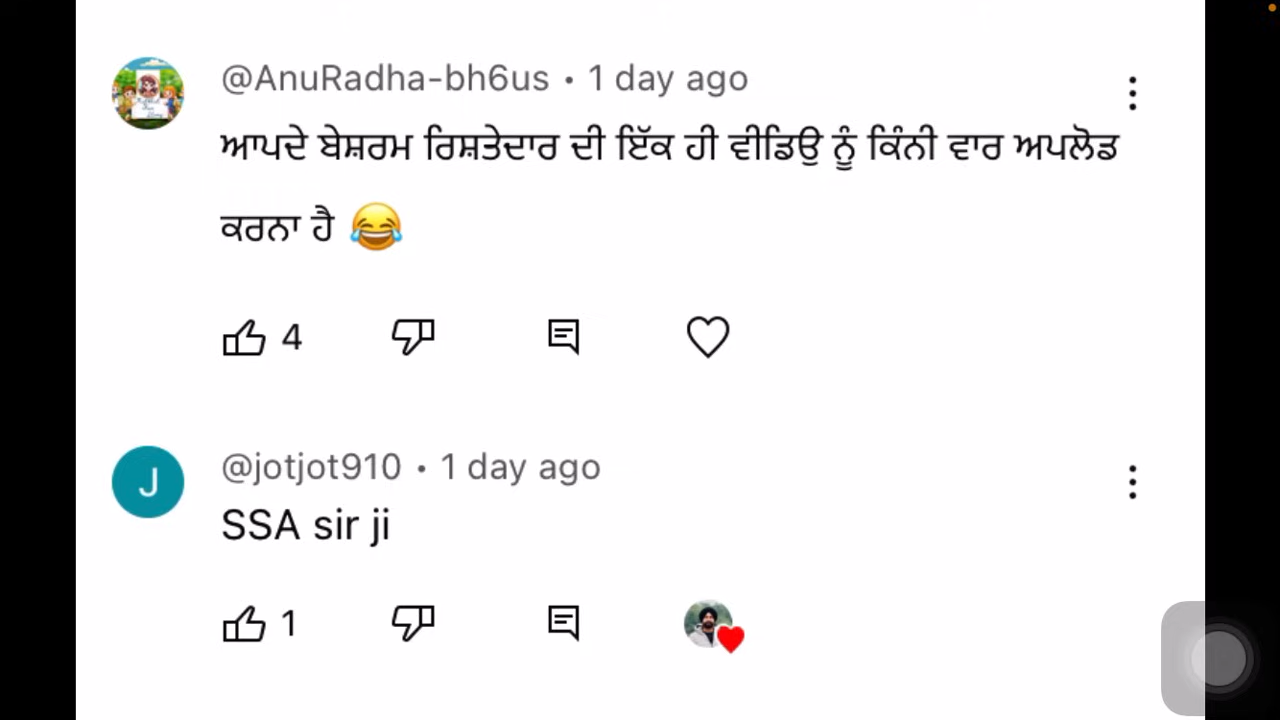 @AnuRadha-bh6us • 1 day ago
ਆਪਦੇ ਬੇਸ਼ਰਮ ਰਿਸ਼ਤੇਦਾਰ ਦੀ ਇੱਕ ਹੀ ਵੀਡਿਉ ਨੂੰ ਕਿੰਨੀ ਵਾਰ ਅਪਲੋਡ
ਕਰਨਾ ਹੈ 😂
4
J
@jotjot910 • 1 day ago
SSA sir ji
1